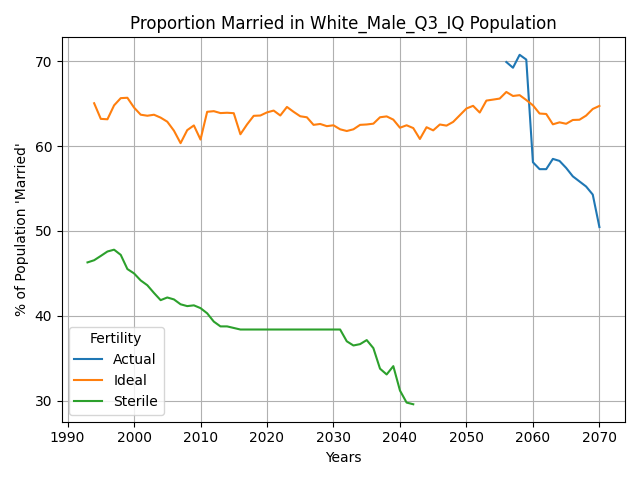 Proportion Married in White_Male_Q3_IQ Population
% of Population 'Married'
70
60
50
40
30
Fertility
Actual
Ideal
Sterile
1990 2000 2010 2020 2030 2040 2050 2060 2070
Years